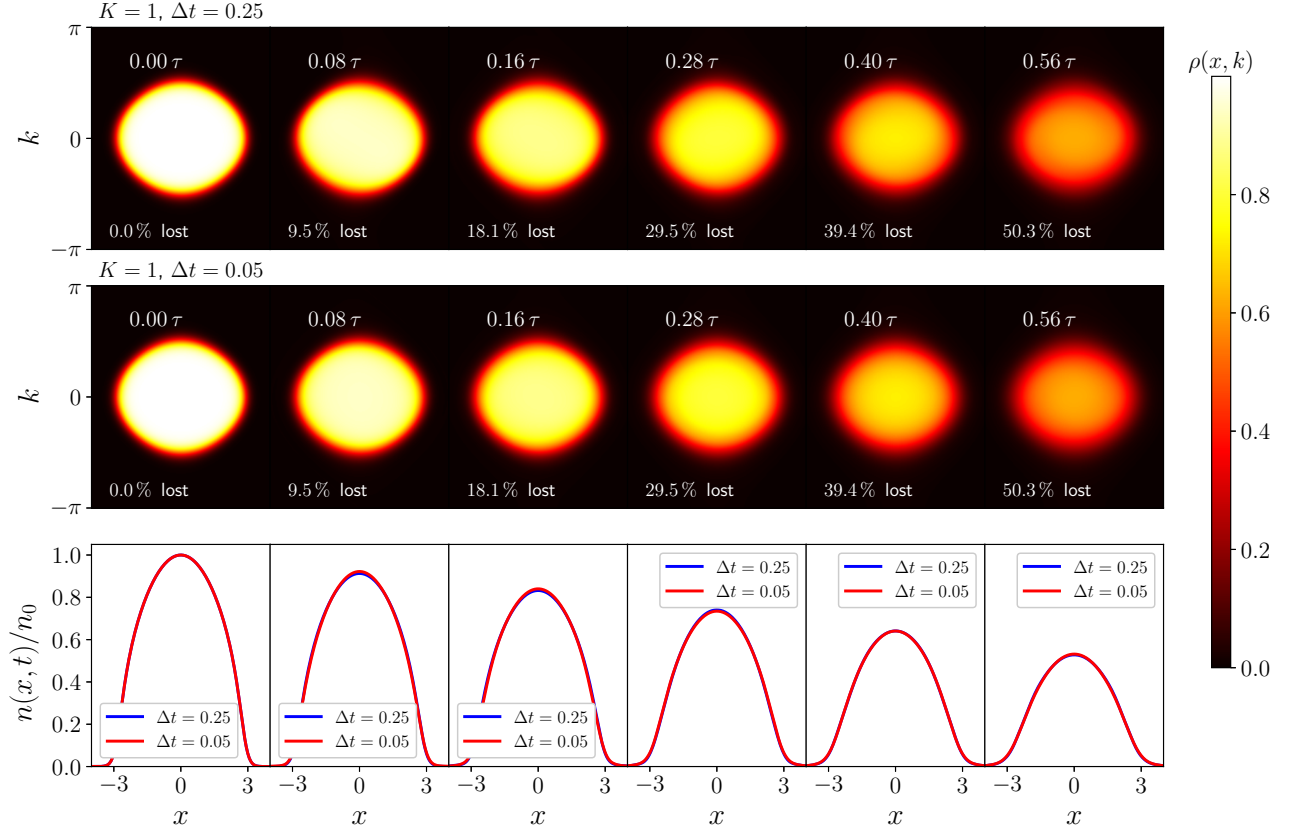 K = 1, Δt = 0.25
π
0
−π
k
0.00 τ
0.08 τ
0.16 τ
0.28 τ
0.40 τ
0.56 τ
0.0 % lost
9.5 % lost
18.1 % lost
29.5 % lost
39.4 % lost
50.3 % lost
K = 1, Δt = 0.05
π
0
−π
k
0.00 τ
0.08 τ
0.16 τ
0.28 τ
0.40 τ
0.56 τ
0.0 % lost
9.5 % lost
18.1 % lost
29.5 % lost
39.4 % lost
50.3 % lost
ρ(x, k)
0.8
0.6
0.4
0.2
0.0
n(x, t)/n₀
1.0
0.8
0.6
0.4
0.2
0.0
Δt = 0.25
Δt = 0.05
Δt = 0.25
Δt = 0.05
Δt = 0.25
Δt = 0.05
Δt = 0.25
Δt = 0.05
Δt = 0.25
Δt = 0.05
Δt = 0.25
Δt = 0.05
−3 0 3
−3 0 3
−3 0 3
−3 0 3
−3 0 3
−3 0 3
x
x
x
x
x
x